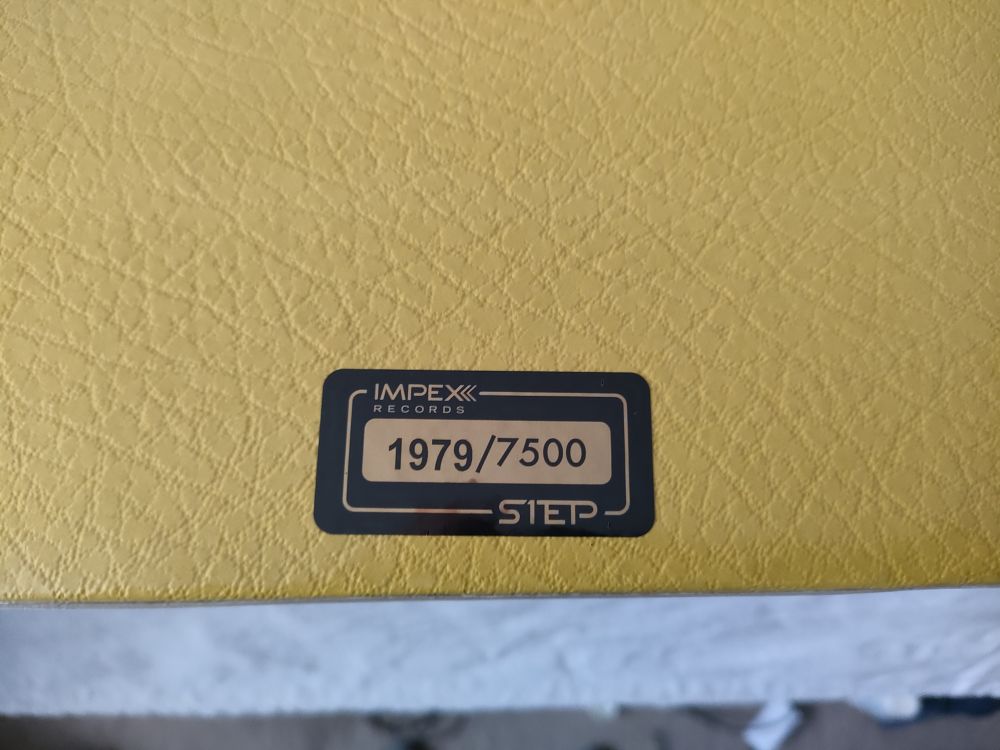 IMPEX
RECORDS
1979/7500
S1EP